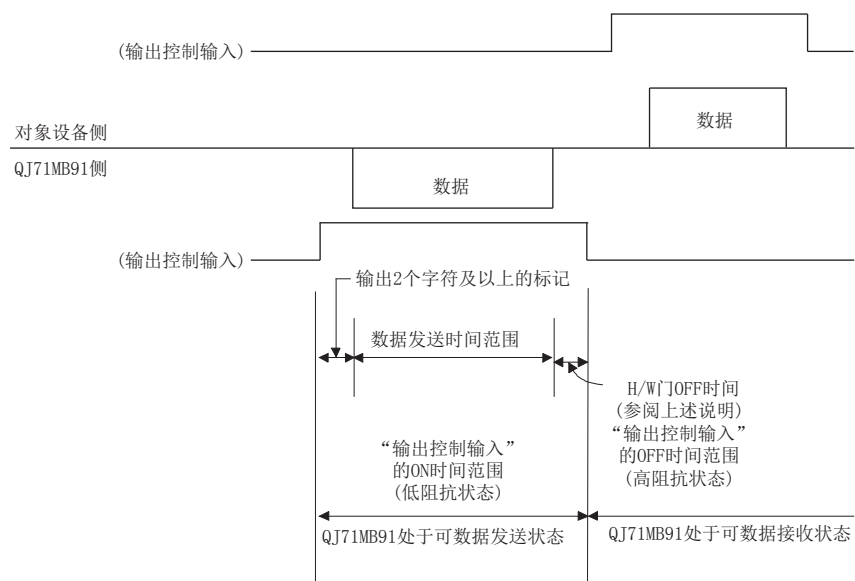 (输出控制输入)
数据
对象设备侧
QJ71MB91侧
数据
(输出控制输入)
输出2个字符及以上的标记
数据发送时间范围
H/W门OFF时间
(参阅上述说明)
“输出控制输入”
的OFF时间范围
(高阻抗状态)
“输出控制输入”
的ON时间范围
(低阻抗状态)
QJ71MB91处于可数据发送状态
QJ71MB91处于可数据接收状态